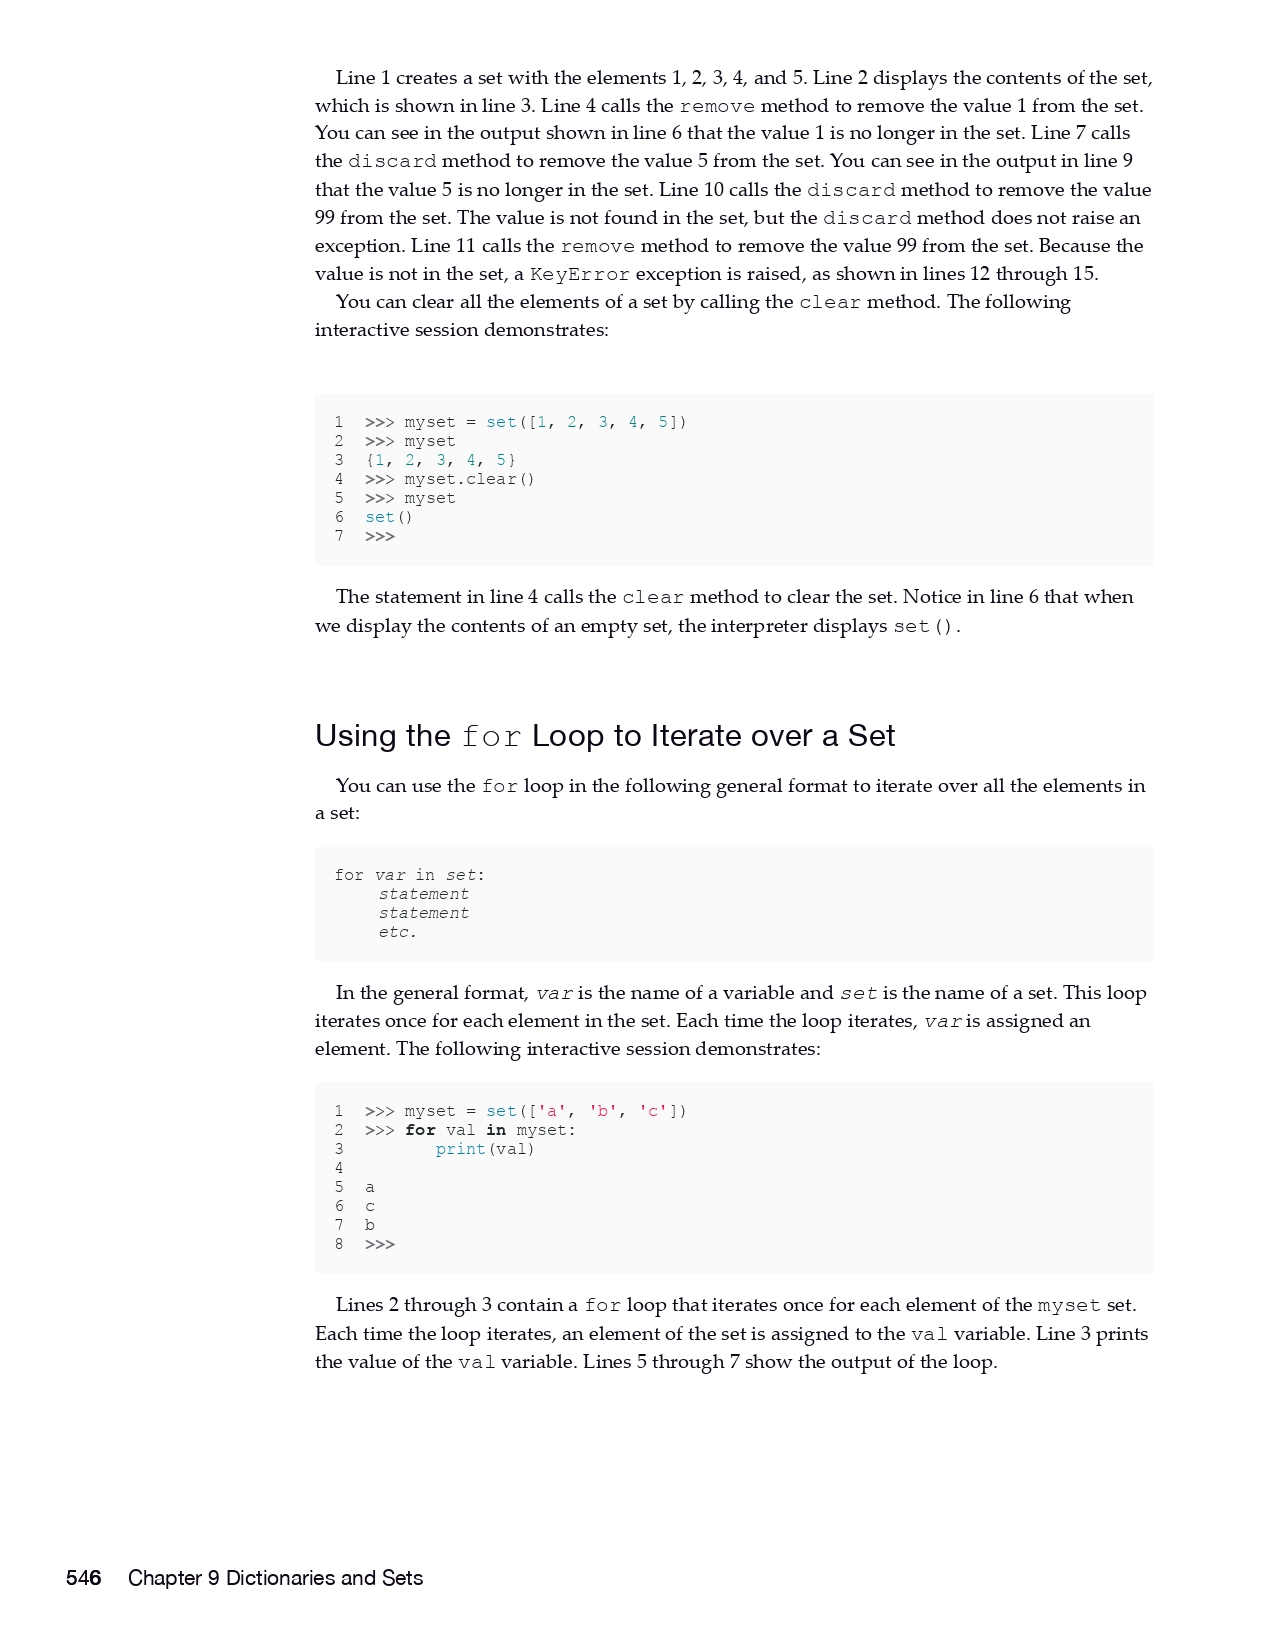 Line 1 creates a set with the elements 1, 2, 3, 4, and 5. Line 2 displays the contents of the set,
which is shown in line 3. Line 4 calls the remove method to remove the value 1 from the set.
You can see in the output shown in line 6 that the value 1 is no longer in the set. Line 7 calls
the discard method to remove the value 5 from the set. You can see in the output in line 9
that the value 5 is no longer in the set. Line 10 calls the discard method to remove the value
99 from the set. The value is not found in the set, but the discard method does not raise an
exception. Line 11 calls the remove method to remove the value 99 from the set. Because the
value is not in the set, a KeyError exception is raised, as shown in lines 12 through 15.
You can clear all the elements of a set by calling the clear method. The following
interactive session demonstrates:
1 >>> myset = set([1, 2, 3, 4, 5])
2 >>> myset
3 {1, 2, 3, 4, 5}
4 >>> myset.clear()
5 >>> myset
6 set()
7 >>>
The statement in line 4 calls the clear method to clear the set. Notice in line 6 that when
we display the contents of an empty set, the interpreter displays set().
Using the for Loop to Iterate over a Set
You can use the for loop in the following general format to iterate over all the elements in
a set:
for var in set:
statement
statement
etc.
In the general format, var is the name of a variable and set is the name of a set. This loop
iterates once for each element in the set. Each time the loop iterates, var is assigned an
element. The following interactive session demonstrates:
1 >>> myset = set(['a', 'b', 'c'])
2 >>> for val in myset:
3 print(val)
4
5 a
6 c
7 b
8 >>>
Lines 2 through 3 contain a for loop that iterates once for each element of the myset set.
Each time the loop iterates, an element of the set is assigned to the val variable. Line 3 prints
the value of the val variable. Lines 5 through 7 show the output of the loop.
546 Chapter 9 Dictionaries and Sets